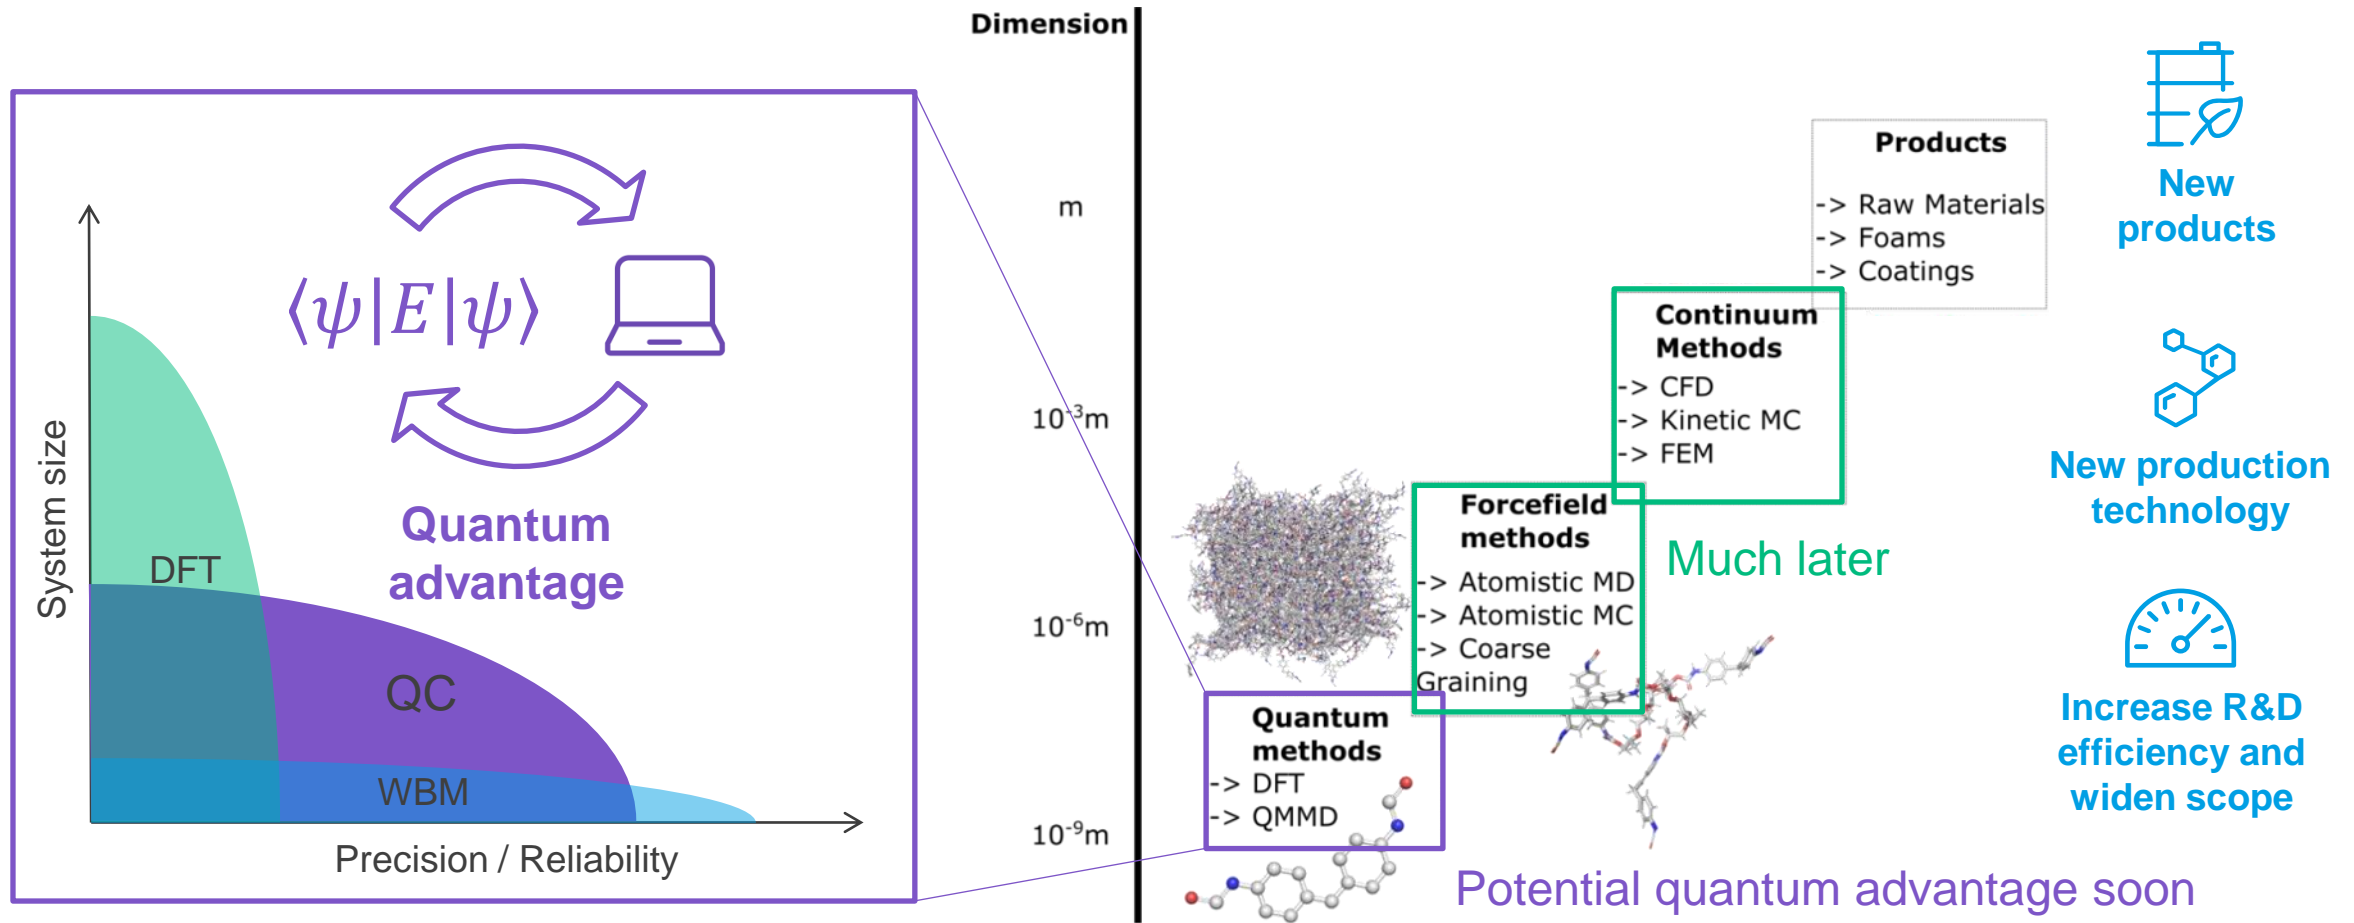 Dimension
m
10-3m
10-6m
10-9m
⟨ψ|E|ψ⟩
Quantum
advantage
System size
DFT
QC
WBM
Precision / Reliability
Products
-> Raw Materials
-> Foams
-> Coatings
Continuum
Methods
-> CFD
-> Kinetic MC
-> FEM
Forcefield
methods
-> Atomistic MD
-> Atomistic MC
-> Coarse
Graining
Much later
Quantum
methods
-> DFT
-> QMMD
Potential quantum advantage soon
New
products
New production
technology
Increase R&D
efficiency and
widen scope